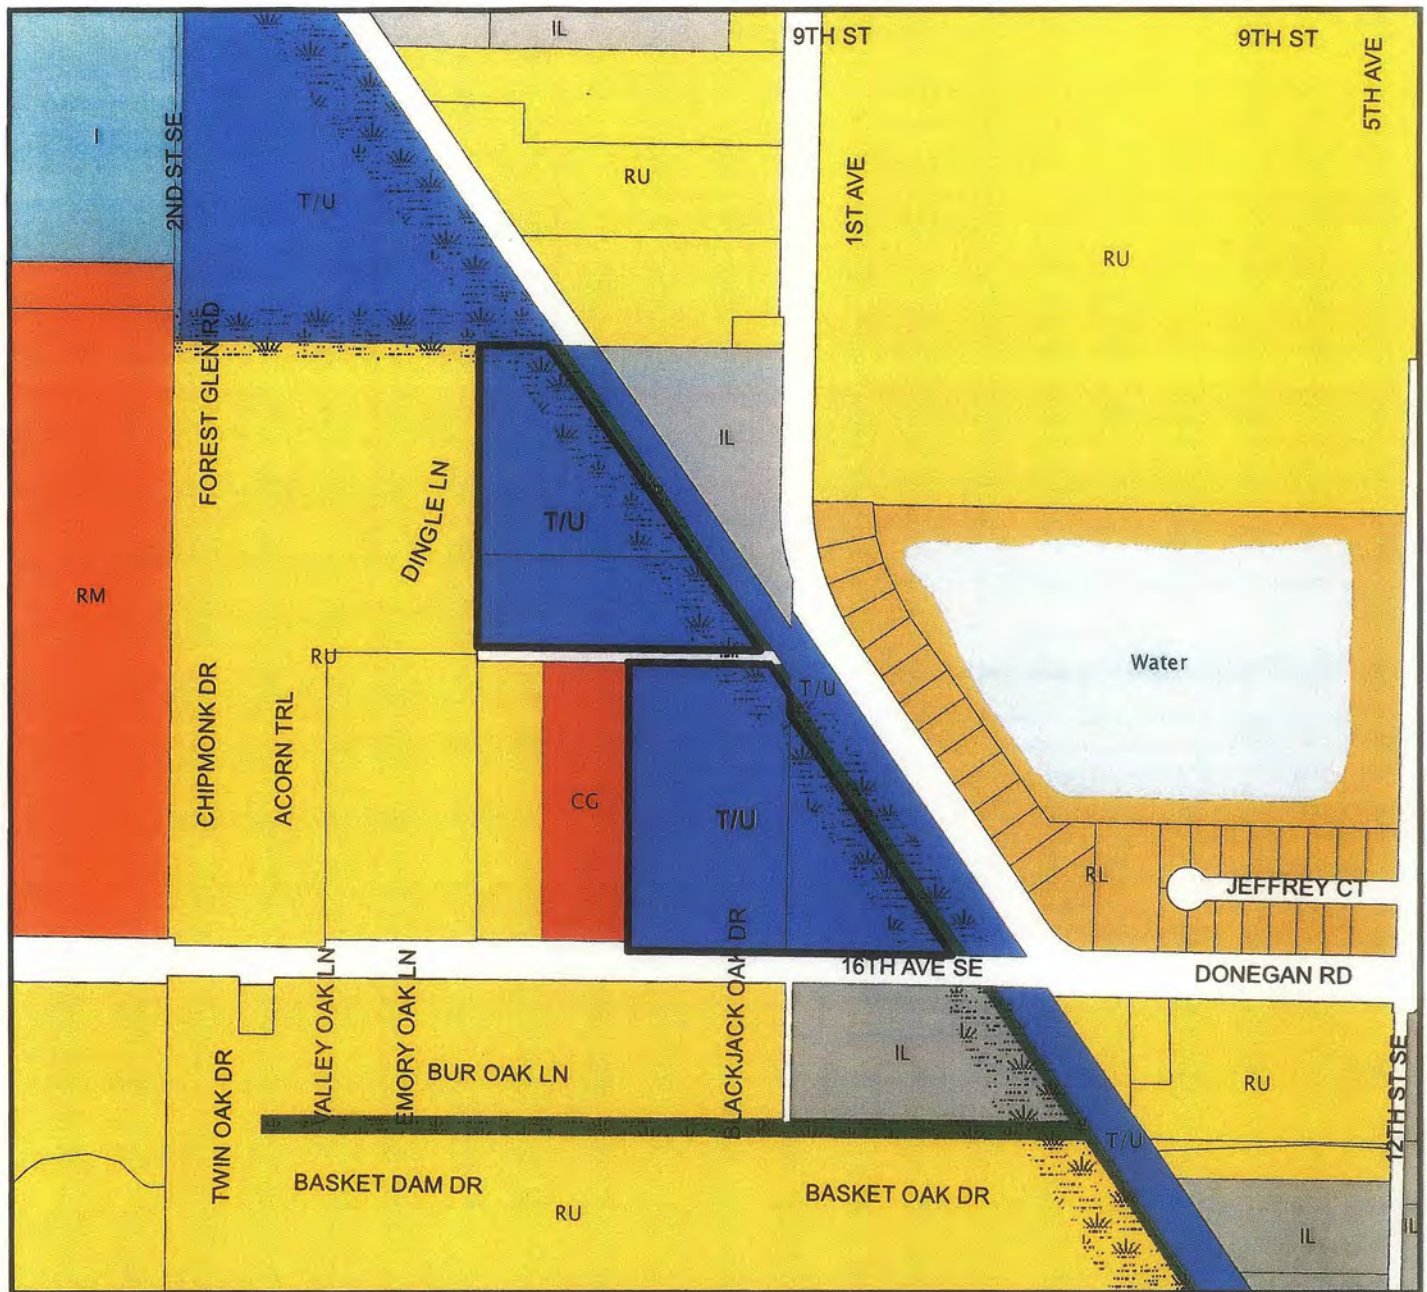 IL
9TH ST
9TH ST
5TH AVE
I
2ND ST SE
T/U
RU
1ST AVE
RU
FOREST GLEN RD
DINGLE LN
IL
T/U
RM
RU
Water
CHIPMONK DR
ACORN TRL
T/U
CG
T/U
RL
JEFFREY CT
16TH AVE SE
DONEGAN RD
VALLEY OAK LN
EMORY OAK LN
BLACKJACK OAK DR
TWIN OAK DR
BUR OAK LN
IL
RU
12TH ST SE
T/U
BASKET DAM DR
BASKET OAK DR
RU
IL
IL